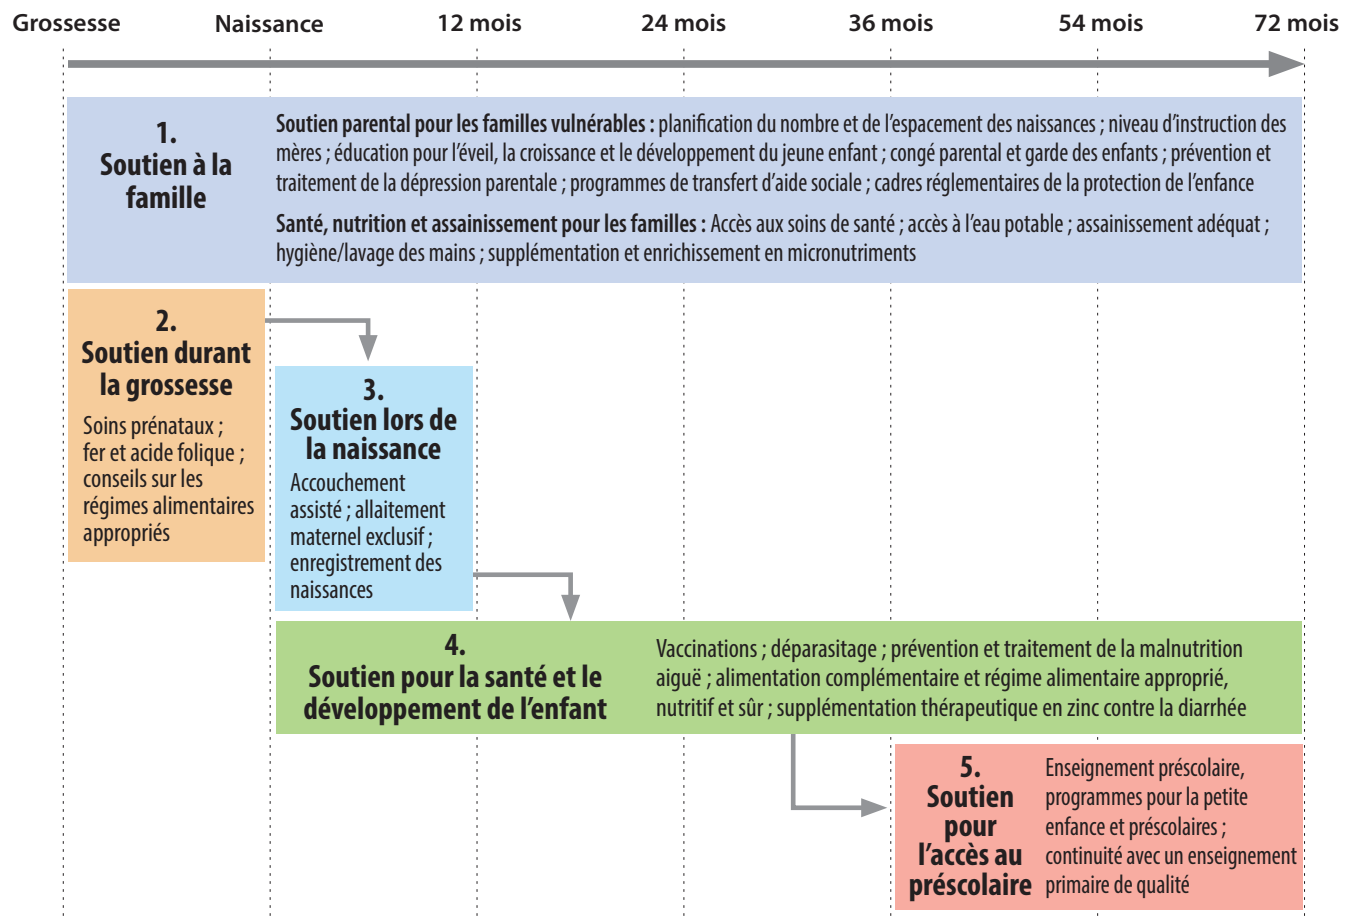 Grossesse Naissance 12 mois 24 mois 36 mois 54 mois 72 mois
1.
Soutien à la
famille
Soutien parental pour les familles vulnérables : planification du nombre et de l’espacement des naissances ; niveau d’instruction des
mères ; éducation pour l’éveil, la croissance et le développement du jeune enfant ; congé parental et garde des enfants ; prévention et
traitement de la dépression parentale ; programmes de transfert d’aide sociale ; cadres réglementaires de la protection de l’enfance
Santé, nutrition et assainissement pour les familles : Accès aux soins de santé ; accès à l’eau potable ; assainissement adéquat ;
hygiène/lavage des mains ; supplémentation et enrichissement en micronutriments
2.
Soutien durant
la grossesse
Soins prénataux ;
fer et acide folique ;
conseils sur les
régimes alimentaires
appropriés
3.
Soutien lors de
la naissance
Accouchement
assisté ; allaitement
maternel exclusif ;
enregistrement des
naissances
4.
Soutien pour la santé et le
développement de l’enfant
Vaccinations ; déparasitage ; prévention et traitement de la malnutrition
aiguë ; alimentation complémentaire et régime alimentaire approprié,
nutritif et sûr ; supplémentation thérapeutique en zinc contre la diarrhée
5.
Soutien
pour
l’accès au
préscolaire
Enseignement préscolaire,
programmes pour la petite
enfance et préscolaires ;
continuité avec un enseignement
primaire de qualité